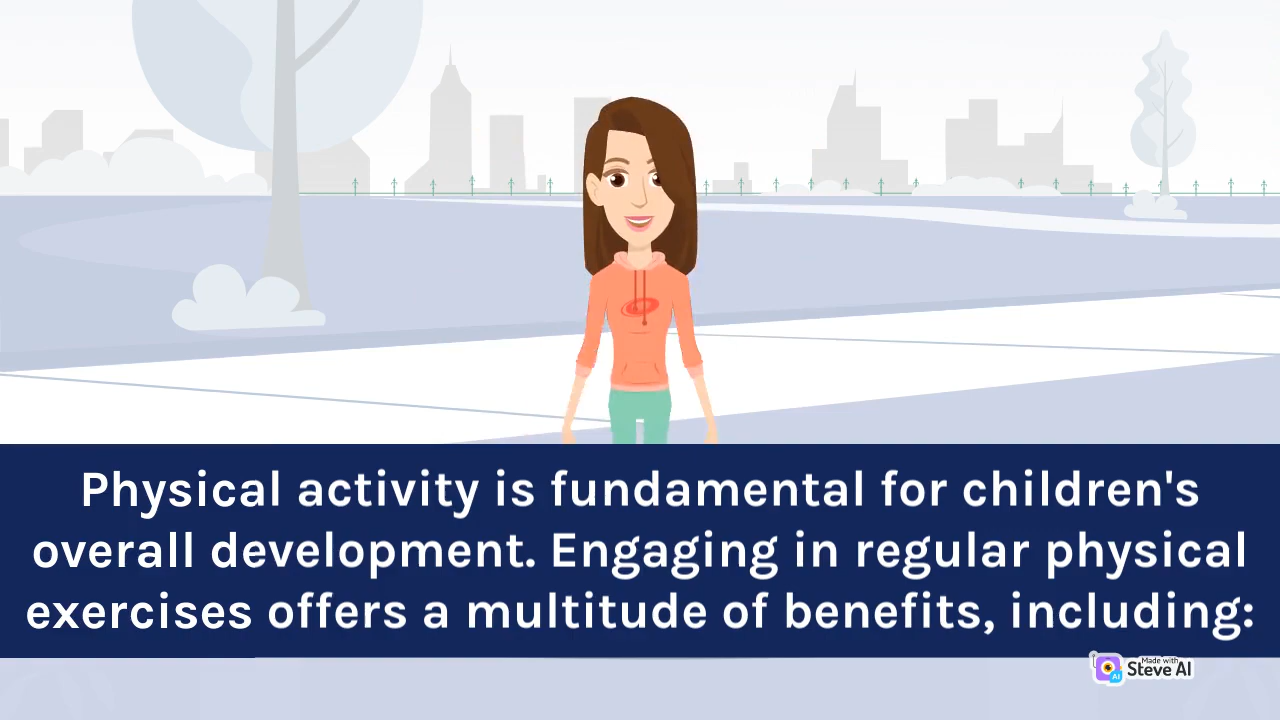 Physical activity is fundamental for children's
overall development. Engaging in regular physical
exercises offers a multitude of benefits, including:
Made with
Steve AI
AI